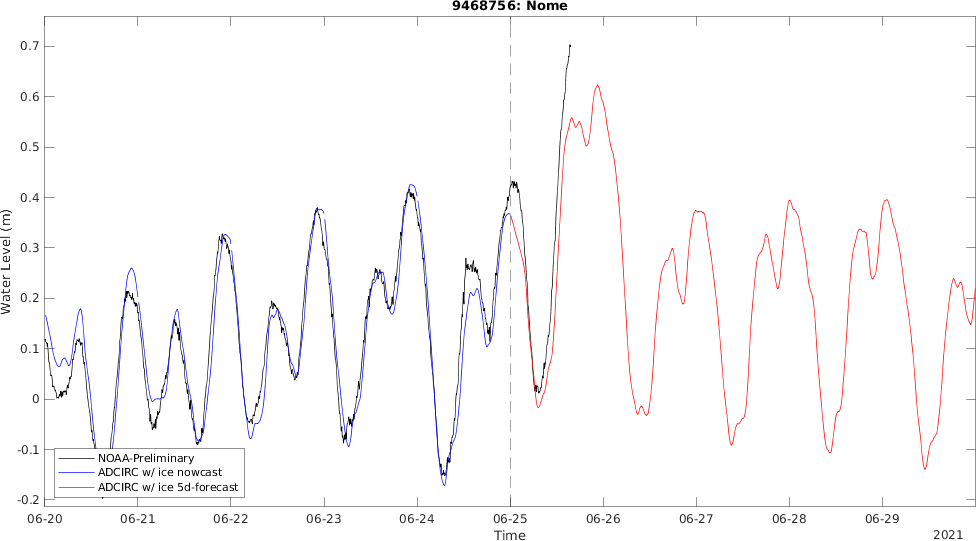 9468756: Nome
0.7
0.6
0.5
0.4
0.3
0.2
0.1
0
-0.1
-0.2
Water Level (m)
NOAA-Preliminary
ADCIRC w/ ice nowcast
ADCIRC w/ ice 5d-forecast
06-20 06-21 06-22 06-23 06-24 06-25 06-26 06-27 06-28 06-29
Time
2021